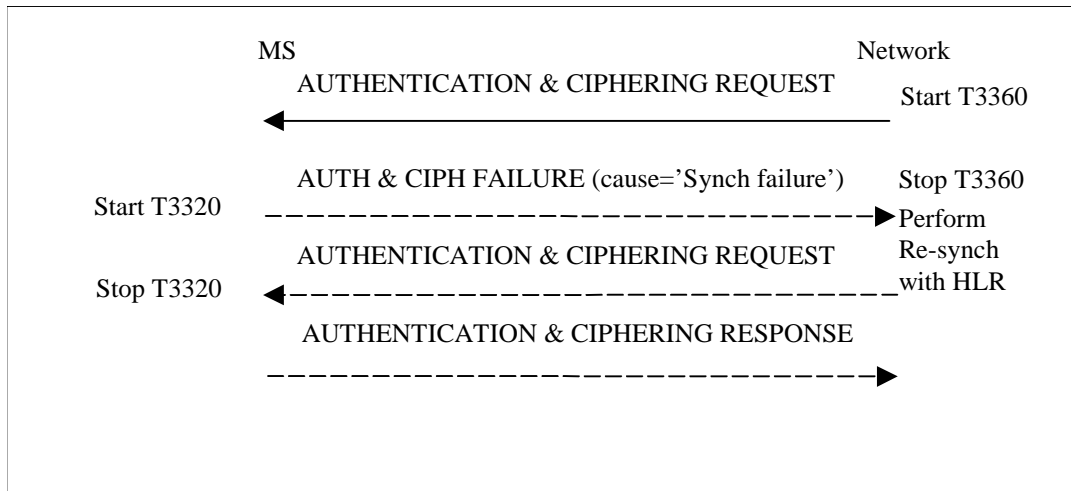 MS
Network
AUTHENTICATION & CIPHERING REQUEST
Start T3360
AUTH & CIPH FAILURE (cause='Synch failure')
Stop T3360
Start T3320
Perform
Re-synch
with HLR
AUTHENTICATION & CIPHERING REQUEST
Stop T3320
AUTHENTICATION & CIPHERING RESPONSE